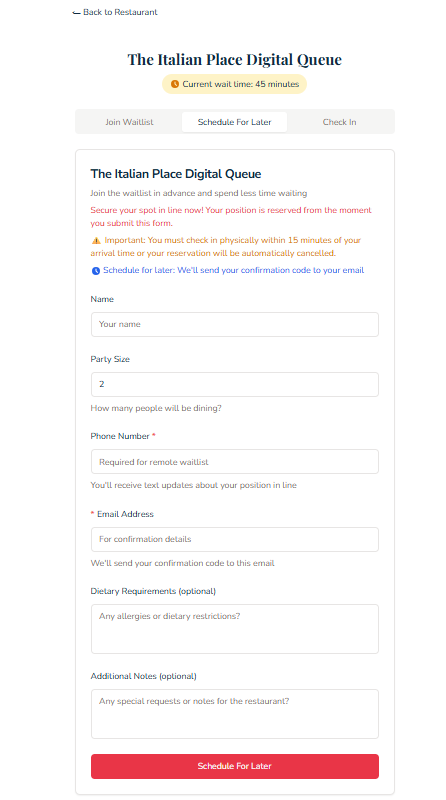 Back to Restaurant
The Italian Place Digital Queue
Current wait time: 45 minutes
Join Waitlist
Schedule For Later
Check In
The Italian Place Digital Queue
Join the waitlist in advance and spend less time waiting
Secure your spot in line now! Your position is reserved from the moment
you submit this form.
⚠️ Important: You must check in physically within 15 minutes of your
arrival time or your reservation will be automatically cancelled.
Schedule for later: We'll send your confirmation code to your email
Name
Your name
Party Size
2
How many people will be dining?
Phone Number *
Required for remote waitlist
You'll receive text updates about your position in line
* Email Address
For confirmation details
We'll send your confirmation code to this email
Dietary Requirements (optional)
Any allergies or dietary restrictions?
Additional Notes (optional)
Any special requests or notes for the restaurant?
Schedule For Later